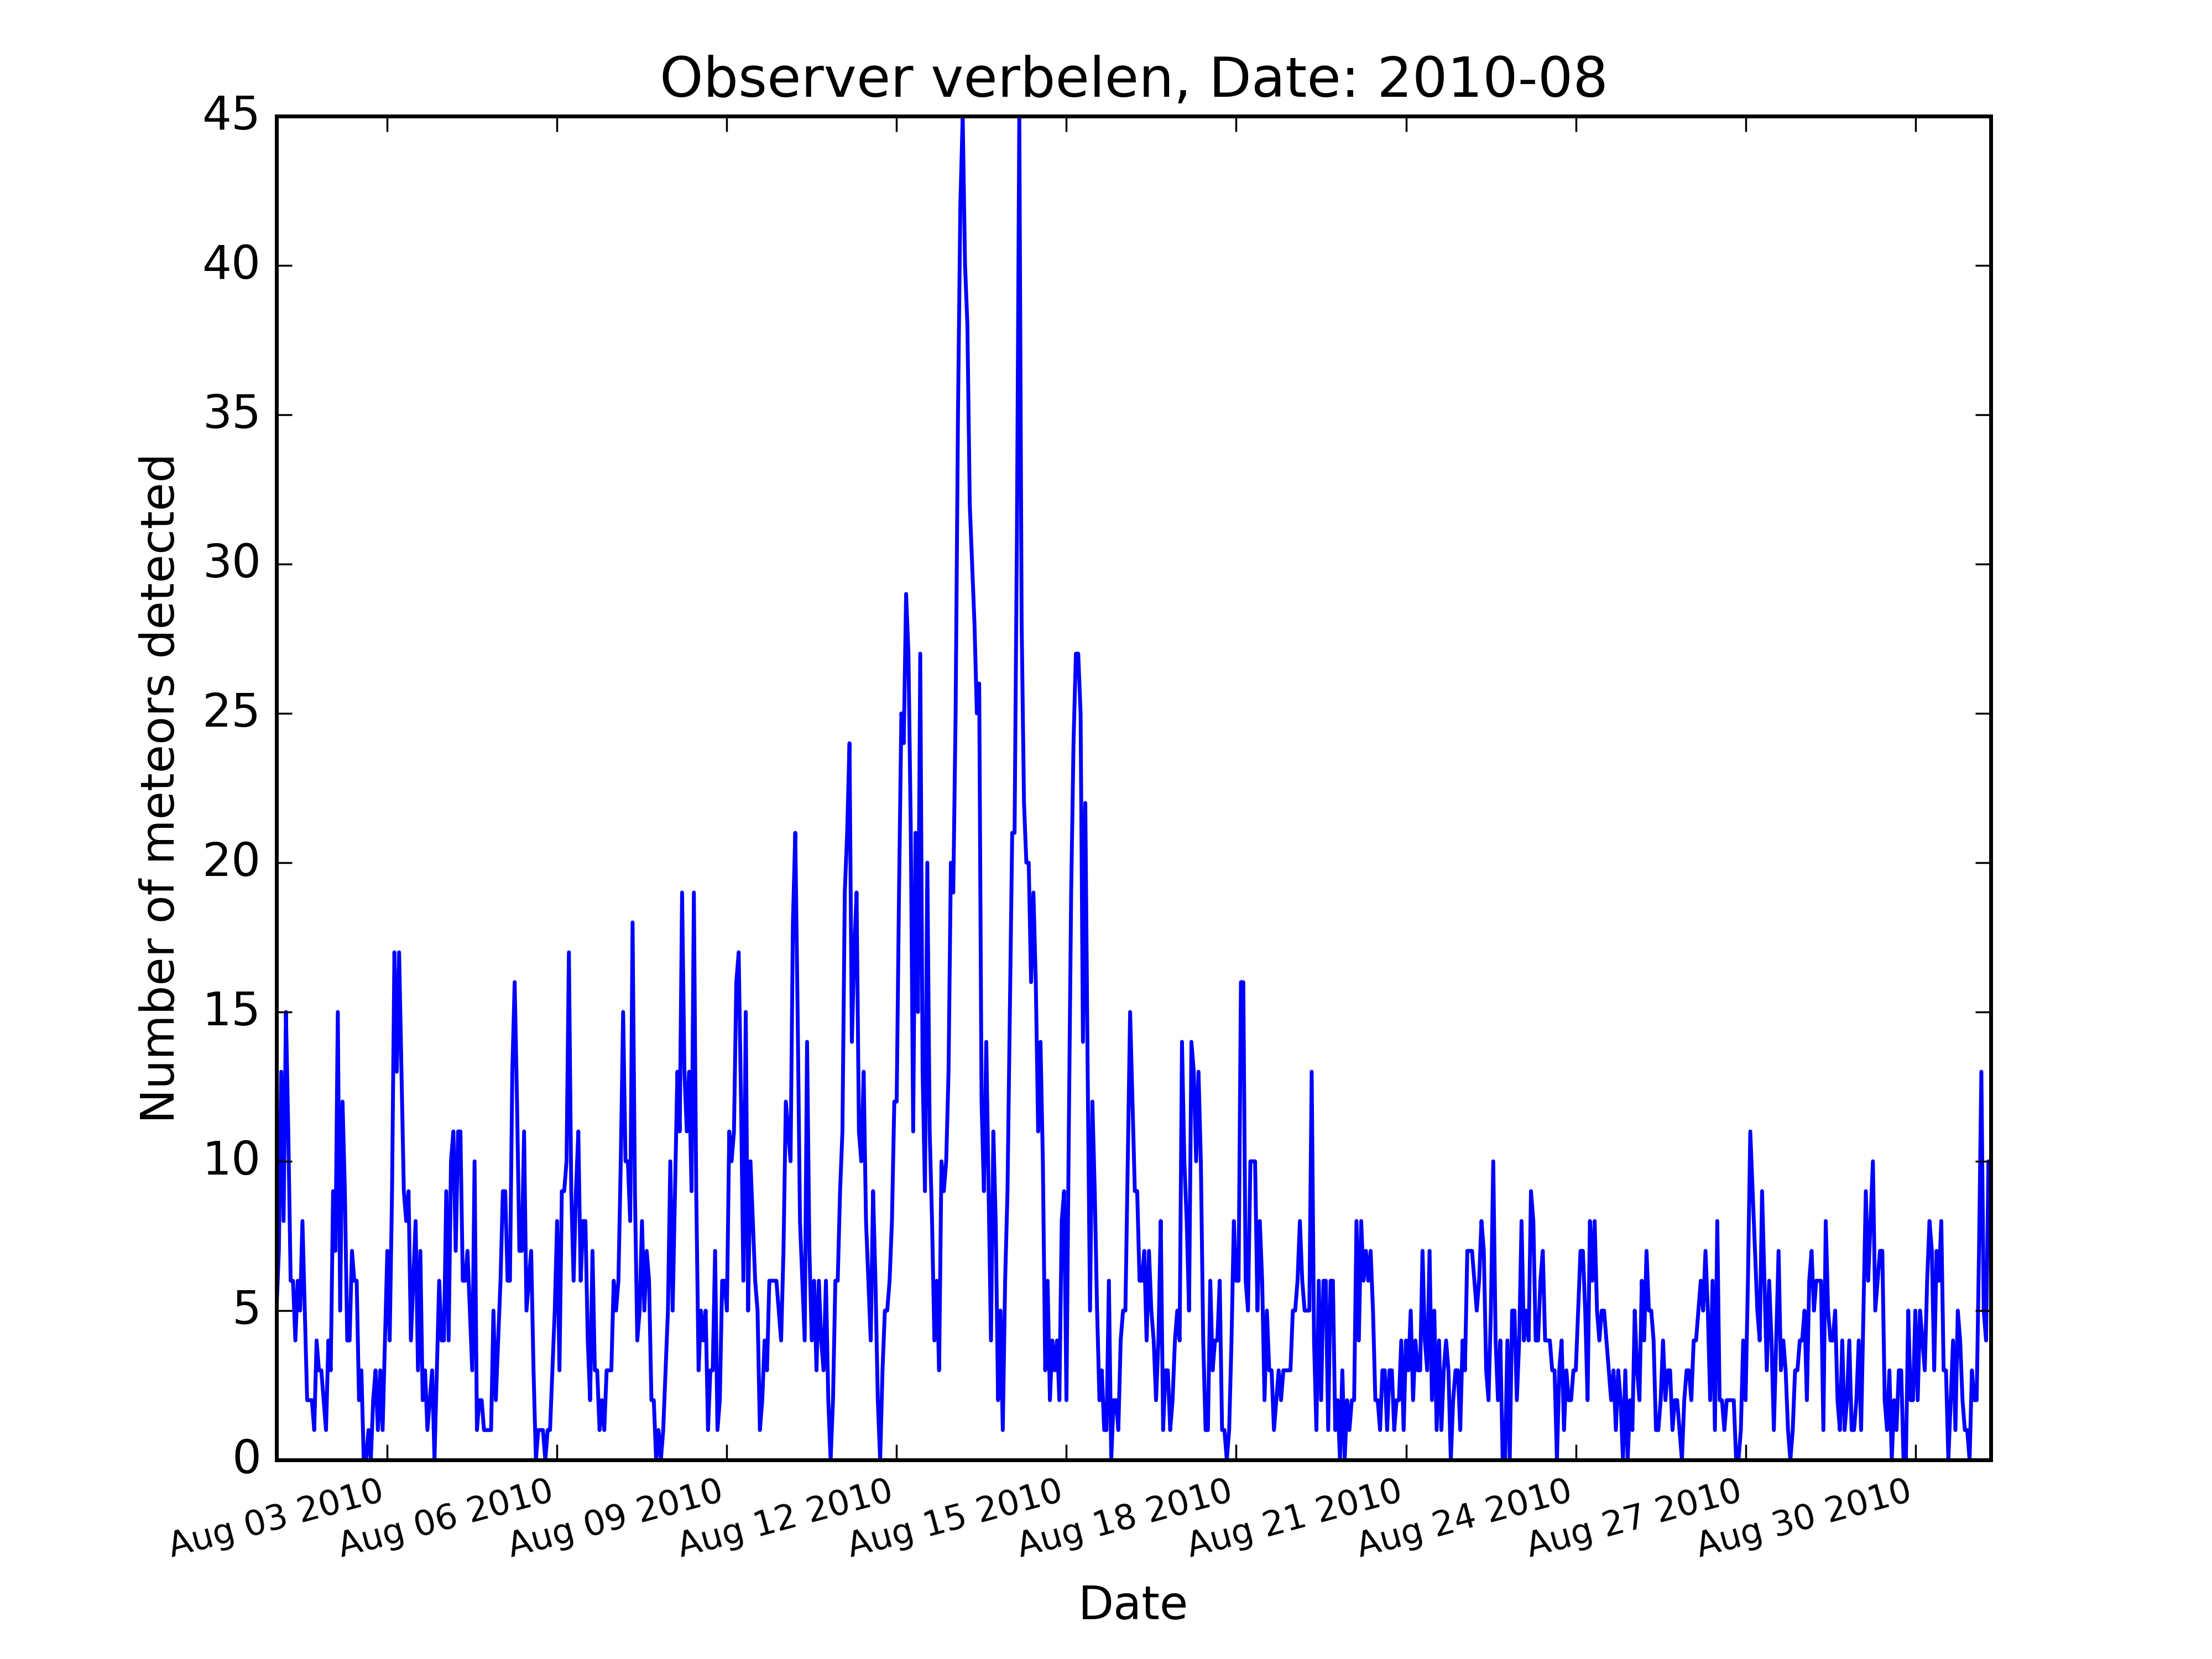 Observer verbelen, Date: 2010-08
45
40
35
30
25
20
15
10
5
0
Number of meteors detected
Aug 03 2010
Aug 06 2010
Aug 09 2010
Aug 12 2010
Aug 15 2010
Aug 18 2010
Aug 21 2010
Aug 24 2010
Aug 27 2010
Aug 30 2010
Date